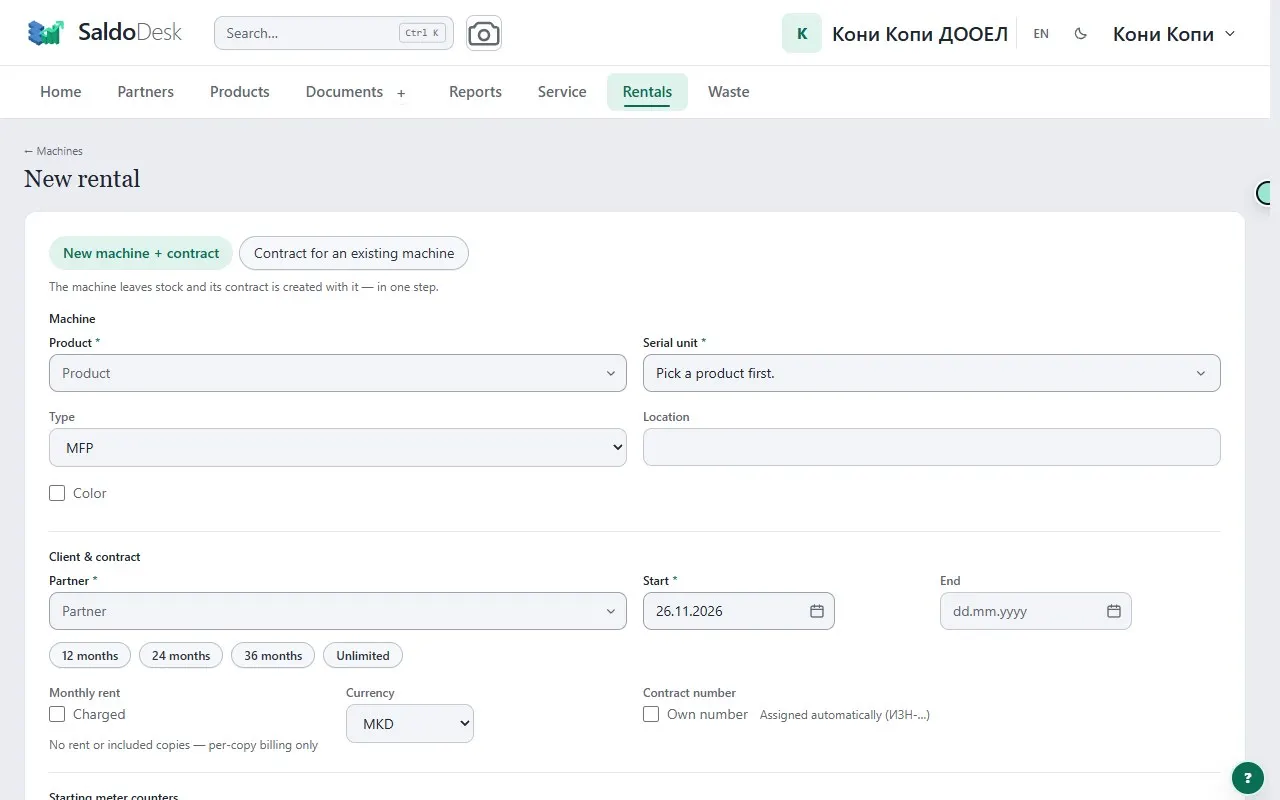 SaldoDesk
Search...
Ctrl K
K
Кони Копи ДООЕЛ
EN
Кони Копи
Home
Partners
Products
Documents +
Reports
Service
Rentals
Waste
← Machines
New rental
New machine + contract
Contract for an existing machine
The machine leaves stock and its contract is created with it — in one step.
Machine
Product *
Serial unit *
Product
Pick a product first.
Type
Location
MFP
Color
Client & contract
Partner *
Start *
End
Partner
26.11.2026
dd.mm.yyyy
12 months
24 months
36 months
Unlimited
Monthly rent
Currency
Contract number
Charged
MKD
Own number
Assigned automatically (ИЗН-...)
No rent or included copies — per-copy billing only
Starting meter counters
?